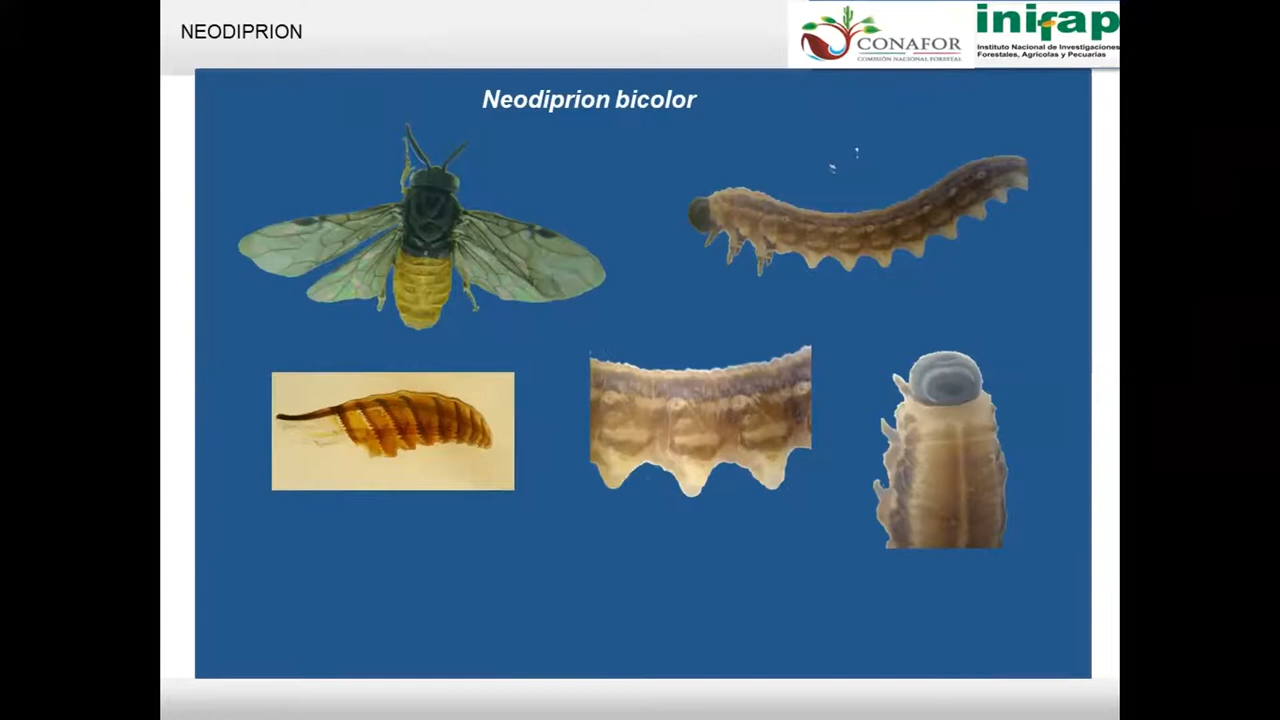 NEODIPRION
CONAFOR
COMISIÓN NACIONAL FORESTAL
inifap
Instituto Nacional de Investigaciones
Forestales, Agrícolas y Pecuarias
Neodiprion bicolor